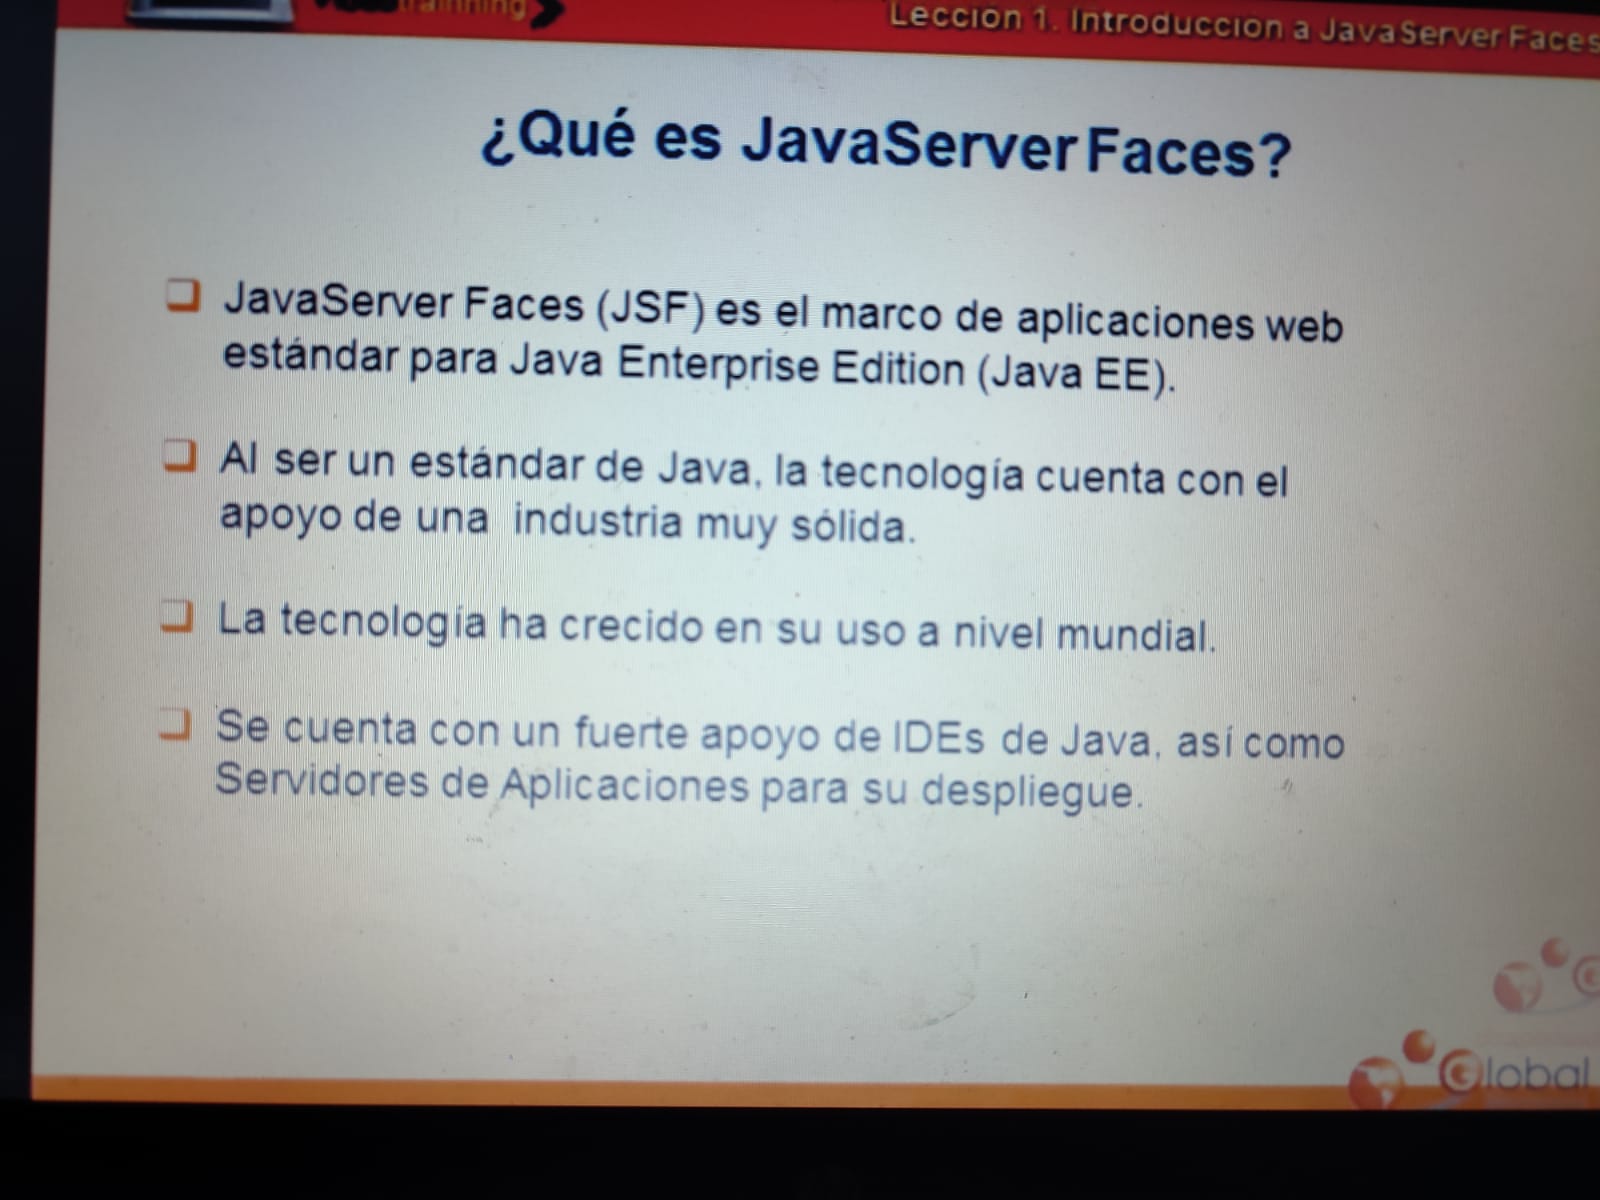 trainning
Lección 1. Introducción a JavaServer Faces
¿Qué es JavaServer Faces?
JavaServer Faces (JSF) es el marco de aplicaciones web
estándar para Java Enterprise Edition (Java EE).
Al ser un estándar de Java, la tecnología cuenta con el
apoyo de una industria muy sólida.
La tecnología ha crecido en su uso a nivel mundial.
Se cuenta con un fuerte apoyo de IDEs de Java, así como
Servidores de Aplicaciones para su despliegue.
Global